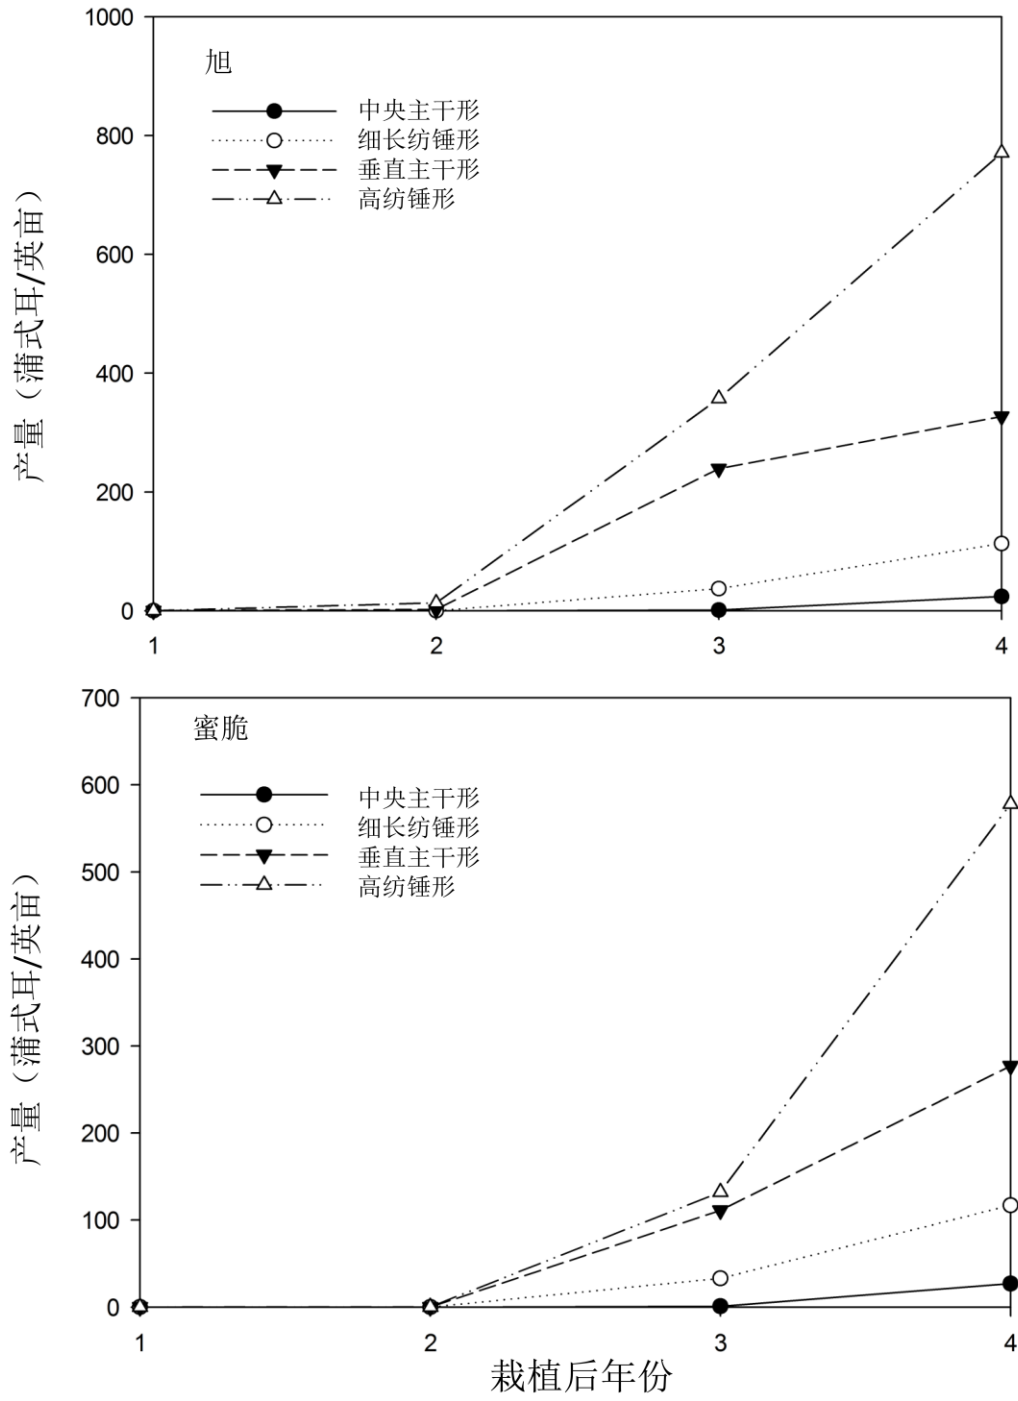 旭
中央主干形
细长纺锤形
垂直主干形
高纺锤形
产量（蒲式耳/英亩）
1000
800
600
400
200
0
1 2 3 4
蜜脆
中央主干形
细长纺锤形
垂直主干形
高纺锤形
产量（蒲式耳/英亩）
700
600
500
400
300
200
100
0
1 2 3 4
栽植后年份